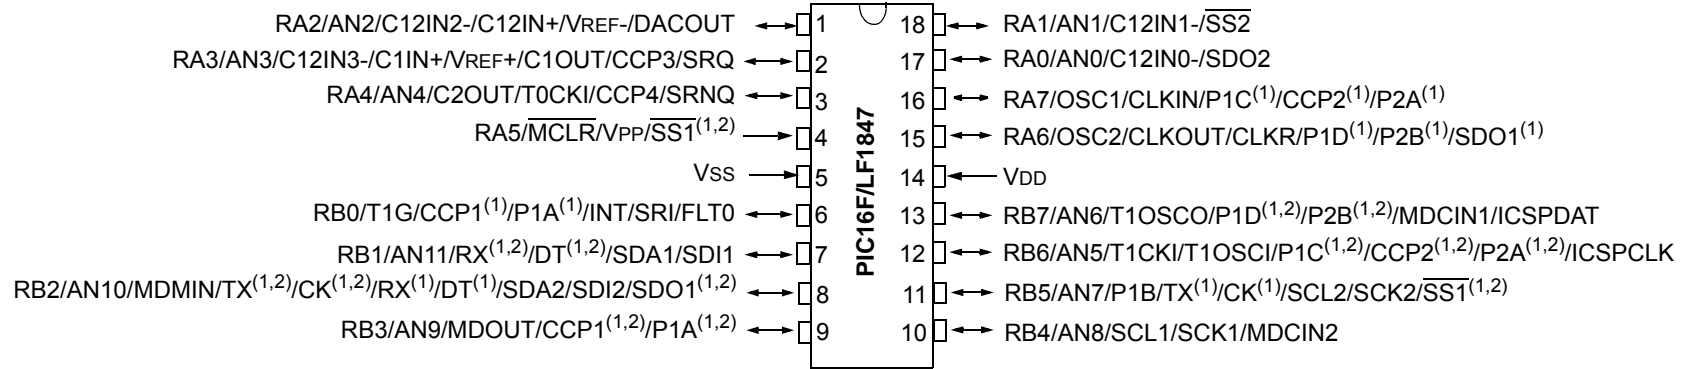 RA2/AN2/C12IN2-/C12IN+/VREF-/DACOUT 1 18 RA1/AN1/C12IN1-/S̅S̅2̅
RA3/AN3/C12IN3-/C1IN+/VREF+/C1OUT/CCP3/SRQ 2 17 RA0/AN0/C12IN0-/SDO2
RA4/AN4/C2OUT/T0CKI/CCP4/SRNQ 3 16 RA7/OSC1/CLKIN/P1C(1)/CCP2(1)/P2A(1)
RA5/M̅C̅L̅R̅/VPP/S̅S̅1̅(1,2) 4 15 RA6/OSC2/CLKOUT/CLKR/P1D(1)/P2B(1)/SDO1(1)
VSS 5 14 VDD
RB0/T1G/CCP1(1)/P1A(1)/INT/SRI/FLT0 6 13 RB7/AN6/T1OSCO/P1D(1,2)/P2B(1,2)/MDCIN1/ICSPDAT
RB1/AN11/RX(1,2)/DT(1,2)/SDA1/SDI1 7 12 RB6/AN5/T1CKI/T1OSCI/P1C(1,2)/CCP2(1,2)/P2A(1,2)/ICSPCLK
RB2/AN10/MDMIN/TX(1,2)/CK(1,2)/RX(1)/DT(1)/SDA2/SDI2/SDO1(1,2) 8 11 RB5/AN7/P1B/TX(1)/CK(1)/SCL2/SCK2/S̅S̅1̅(1,2)
RB3/AN9/MDOUT/CCP1(1,2)/P1A(1,2) 9 10 RB4/AN8/SCL1/SCK1/MDCIN2
PIC16F/LF1847